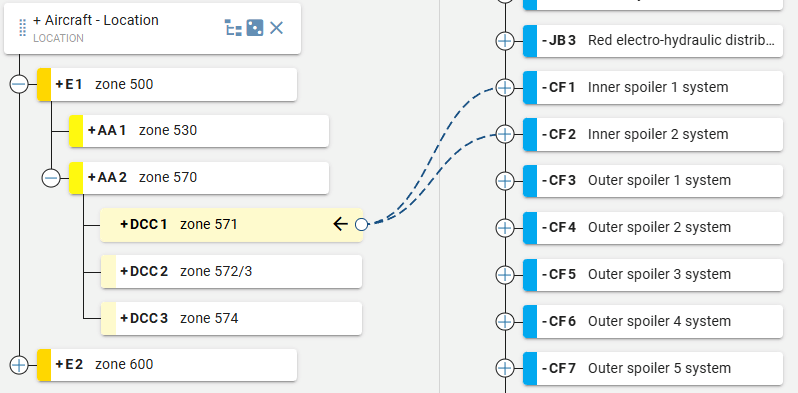 + Aircraft - Location
LOCATION
+E1 zone 500
+AA1 zone 530
+AA2 zone 570
+DCC1 zone 571
+DCC2 zone 572/3
+DCC3 zone 574
+E2 zone 600
-JB3 Red electro-hydraulic distrib...
-CF1 Inner spoiler 1 system
-CF2 Inner spoiler 2 system
-CF3 Outer spoiler 1 system
-CF4 Outer spoiler 2 system
-CF5 Outer spoiler 3 system
-CF6 Outer spoiler 4 system
-CF7 Outer spoiler 5 system